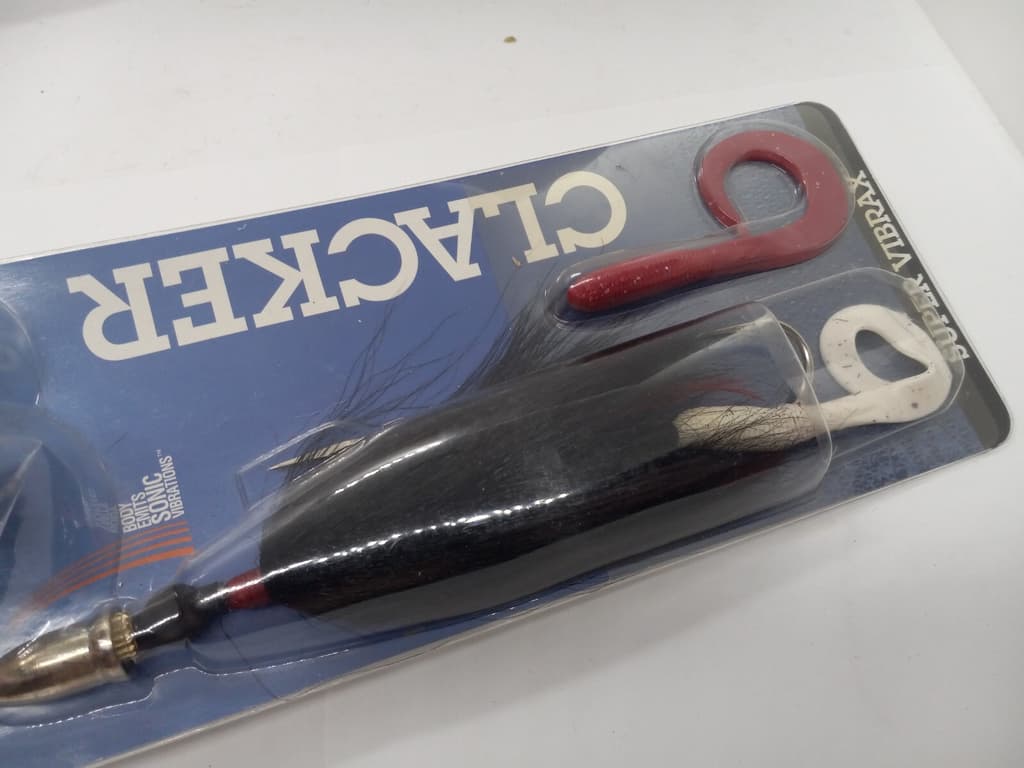 CLACKER
SUPER VIBRAX
BODY
EMITS
SONIC
VIBRATIONS™